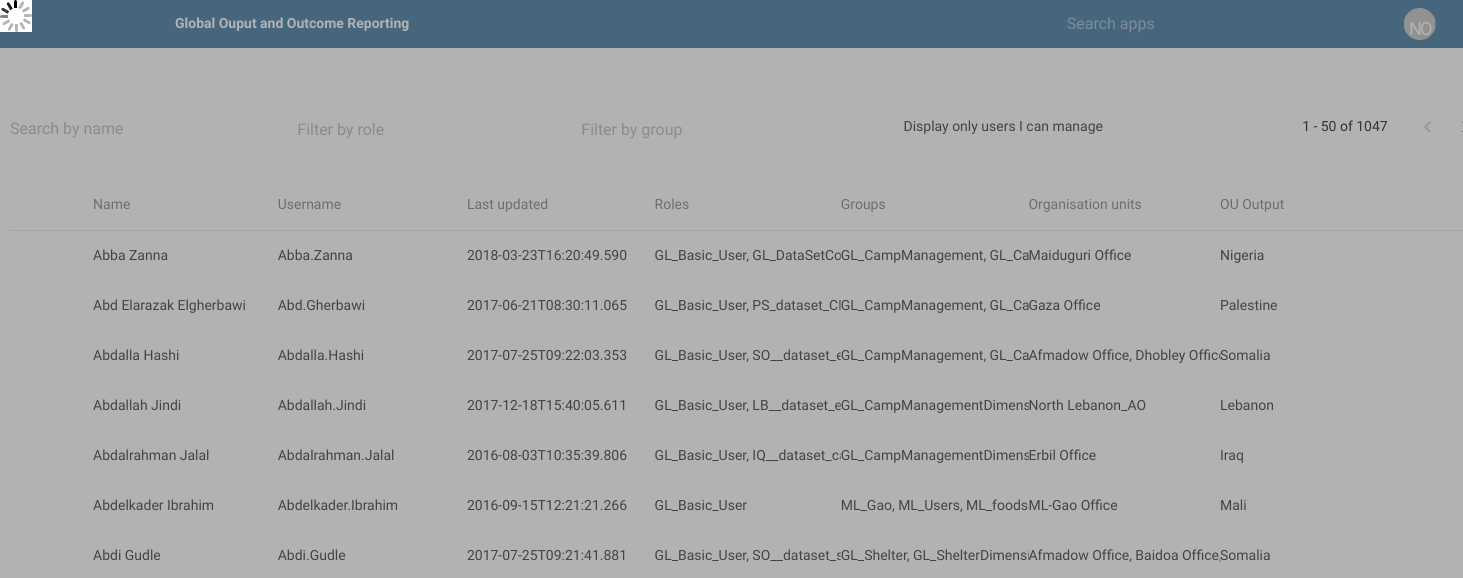 Global Ouput and Outcome Reporting Search apps NO
Search by name Filter by role Filter by group Display only users I can manage 1 - 50 of 1047
Name Username Last updated Roles Groups Organisation units OU Output
Abba Zanna Abba.Zanna 2018-03-23T16:20:49.590 GL_Basic_User, GL_DataSetCo GL_CampManagement, GL_Ca Maiduguri Office Nigeria
Abd Elarazak Elgherbawi Abd.Gherbawi 2017-06-21T08:30:11.065 GL_Basic_User, PS_dataset_Cl GL_CampManagement, GL_Ca Gaza Office Palestine
Abdalla Hashi Abdalla.Hashi 2017-07-25T09:22:03.353 GL_Basic_User, SO__dataset_e GL_CampManagement, GL_Ca Afmadow Office, Dhobley Offic Somalia
Abdallah Jindi Abdallah.Jindi 2017-12-18T15:40:05.611 GL_Basic_User, LB__dataset_e GL_CampManagementDimens North Lebanon_AO Lebanon
Abdalrahman Jalal Abdalrahman.Jalal 2016-08-03T10:35:39.806 GL_Basic_User, IQ__dataset_c GL_CampManagementDimens Erbil Office Iraq
Abdelkader Ibrahim Abdelkader.Ibrahim 2016-09-15T12:21:21.266 GL_Basic_User ML_Gao, ML_Users, ML_foods ML-Gao Office Mali
Abdi Gudle Abdi.Gudle 2017-07-25T09:21:41.881 GL_Basic_User, SO__dataset_s GL_Shelter, GL_ShelterDimens Afmadow Office, Baidoa Office, Somalia